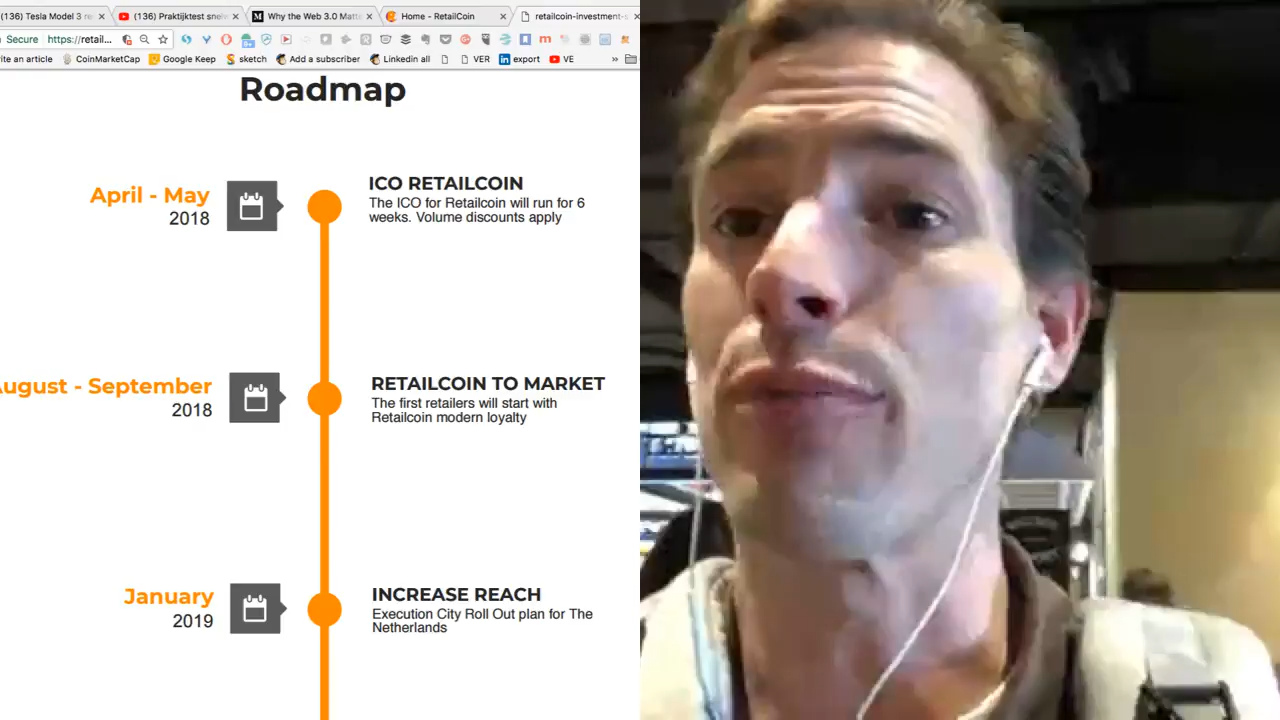 (136) Tesla Model 3 re
(136) Praktijktest snelw
Why the Web 3.0 Matte
Home - RetailCoin
retailcoin-investment-s
Secure
https://retail...
ite an article
CoinMarketCap
Google Keep
sketch
Add a subscriber
Linkedin all
VER
export
VE
Roadmap
April - May
2018
ICO RETAILCOIN
The ICO for Retailcoin will run for 6
weeks. Volume discounts apply
August - September
2018
RETAILCOIN TO MARKET
The first retailers will start with
Retailcoin modern loyalty
January
2019
INCREASE REACH
Execution City Roll Out plan for The
Netherlands